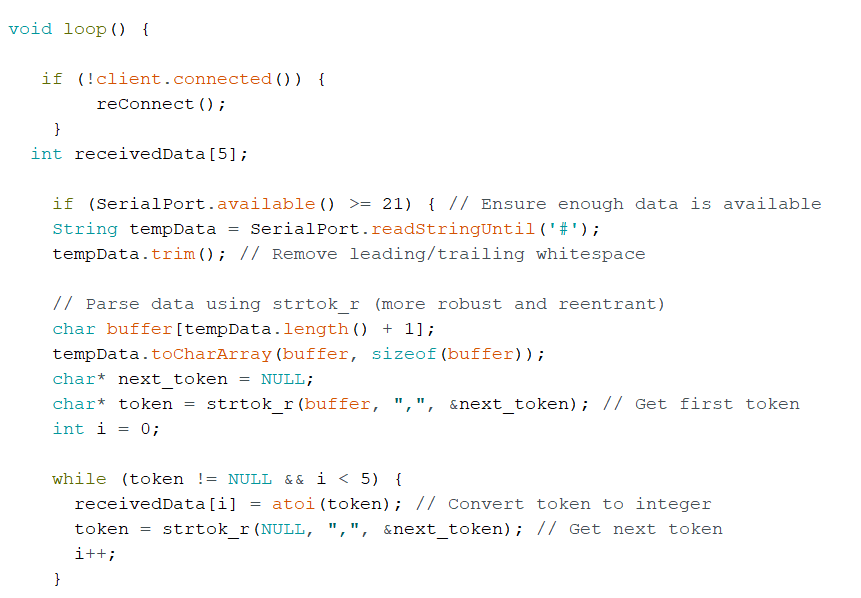 void loop() {
if (!client.connected()) {
reConnect();
}
int receivedData[5];
if (SerialPort.available() >= 21) { // Ensure enough data is available
String tempData = SerialPort.readStringUntil('#');
tempData.trim(); // Remove leading/trailing whitespace
// Parse data using strtok_r (more robust and reentrant)
char buffer[tempData.length() + 1];
tempData.toCharArray(buffer, sizeof(buffer));
char* next_token = NULL;
char* token = strtok_r(buffer, ",", &next_token); // Get first token
int i = 0;
while (token != NULL && i < 5) {
receivedData[i] = atoi(token); // Convert token to integer
token = strtok_r(NULL, ",", &next_token); // Get next token
i++;
}